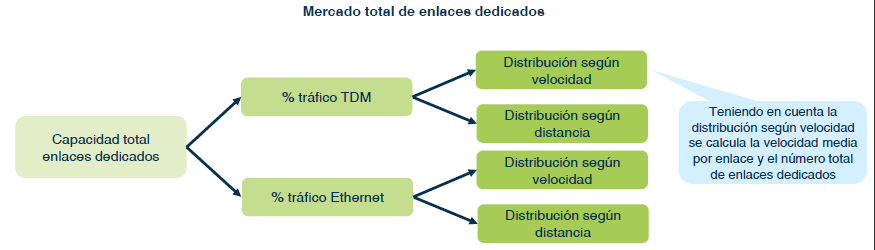 Mercado total de enlaces dedicados
Capacidad total
enlaces dedicados
% tráfico TDM
% tráfico Ethernet
Distribución según
velocidad
Distribución según
distancia
Distribución según
velocidad
Distribución según
distancia
Teniendo en cuenta la
distribución según velocidad
se calcula la velocidad media
por enlace y el número total
de enlaces dedicados